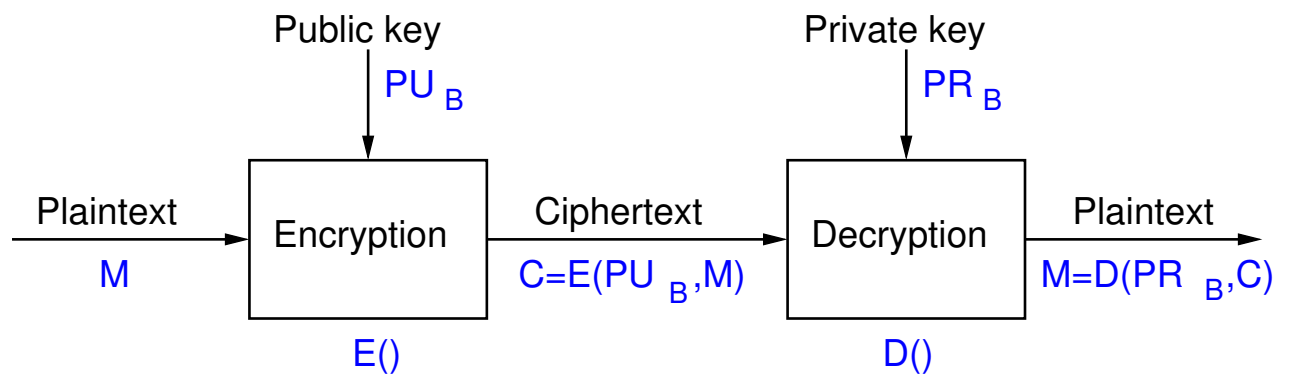 Public key
Private key
PU B
PR B
Plaintext
Encryption
Ciphertext
Decryption
Plaintext
M
C=E(PU B,M)
M=D(PR B,C)
E()
D()